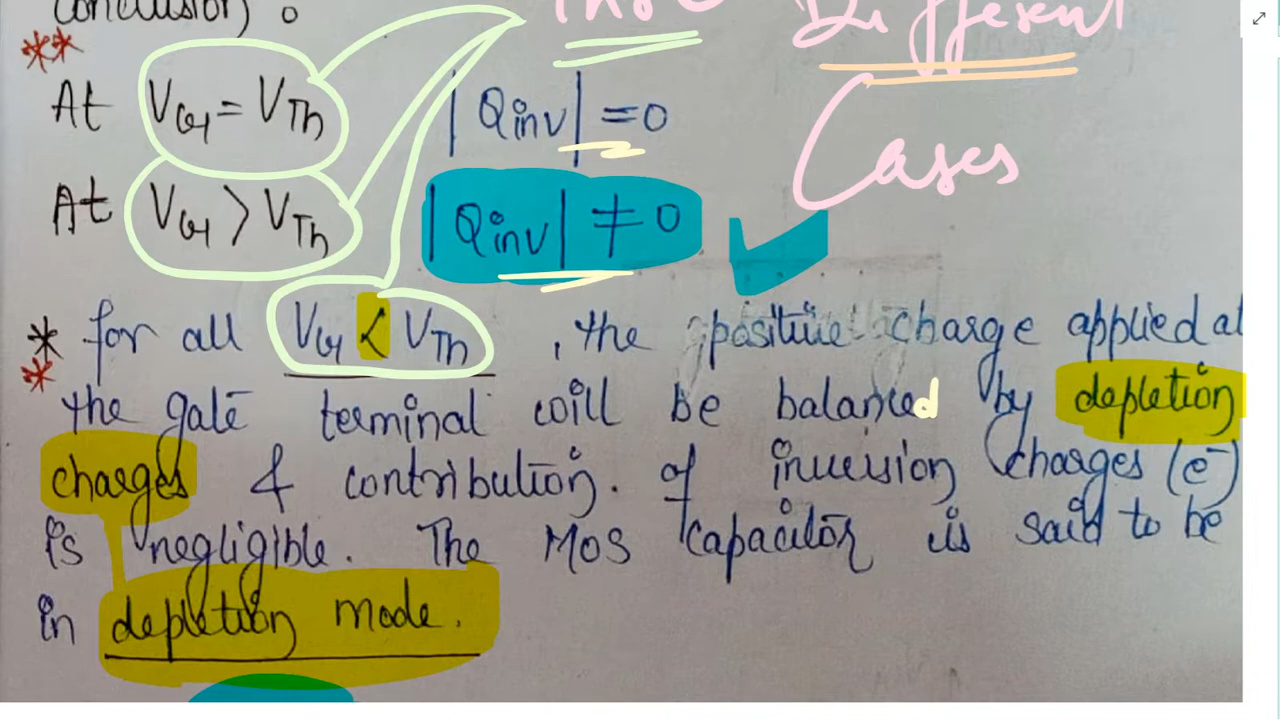 conclusion).
** Different
At VG = VTh |Qinv| = 0 Cases
At VG > VTh |Qinv| ≠ 0
* for all VG < VTh, the positive charge applied at
* the gate terminal will be balanced by depletion
charges & contribution. of inversion charges (e⁻)
is negligible. The MOS capacitor is said to be
in depletion mode.